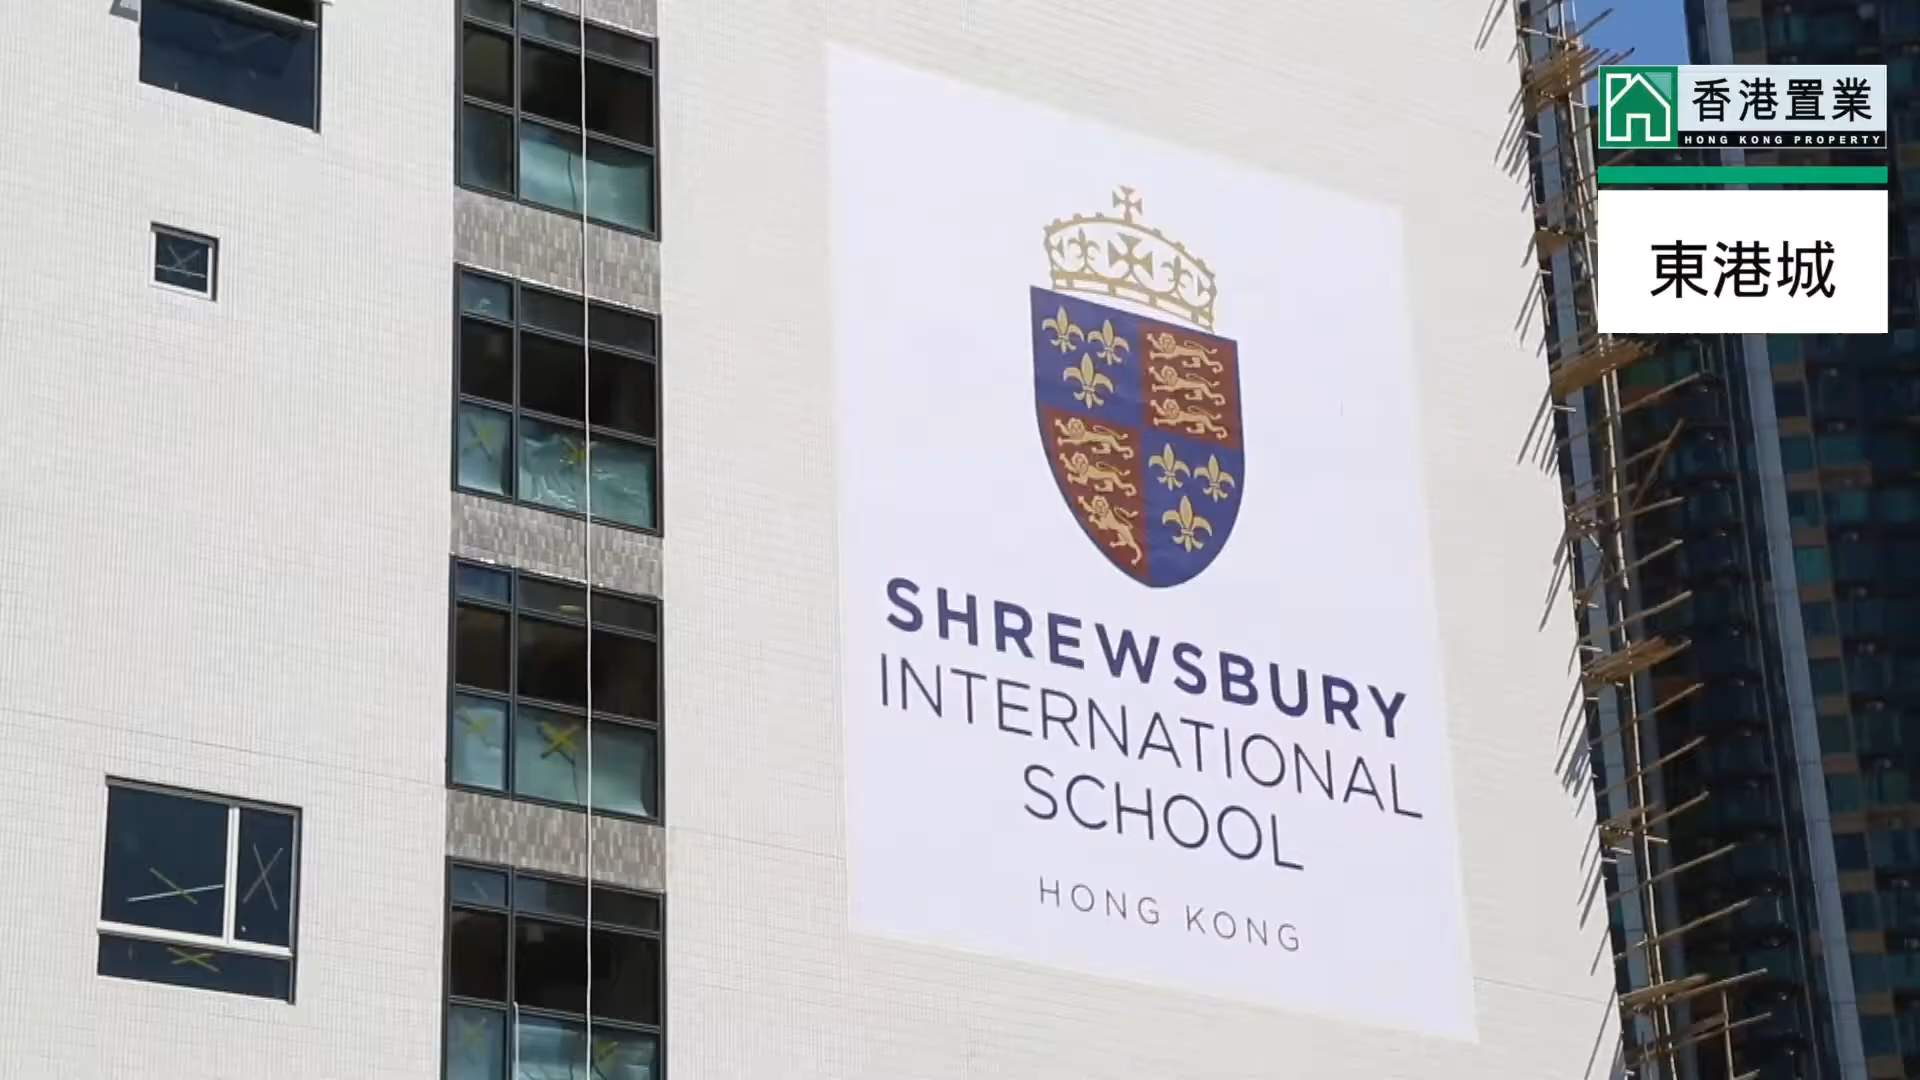 香港置業
HONG KONG PROPERTY
東港城
SHREWSBURY
INTERNATIONAL
SCHOOL
HONG KONG